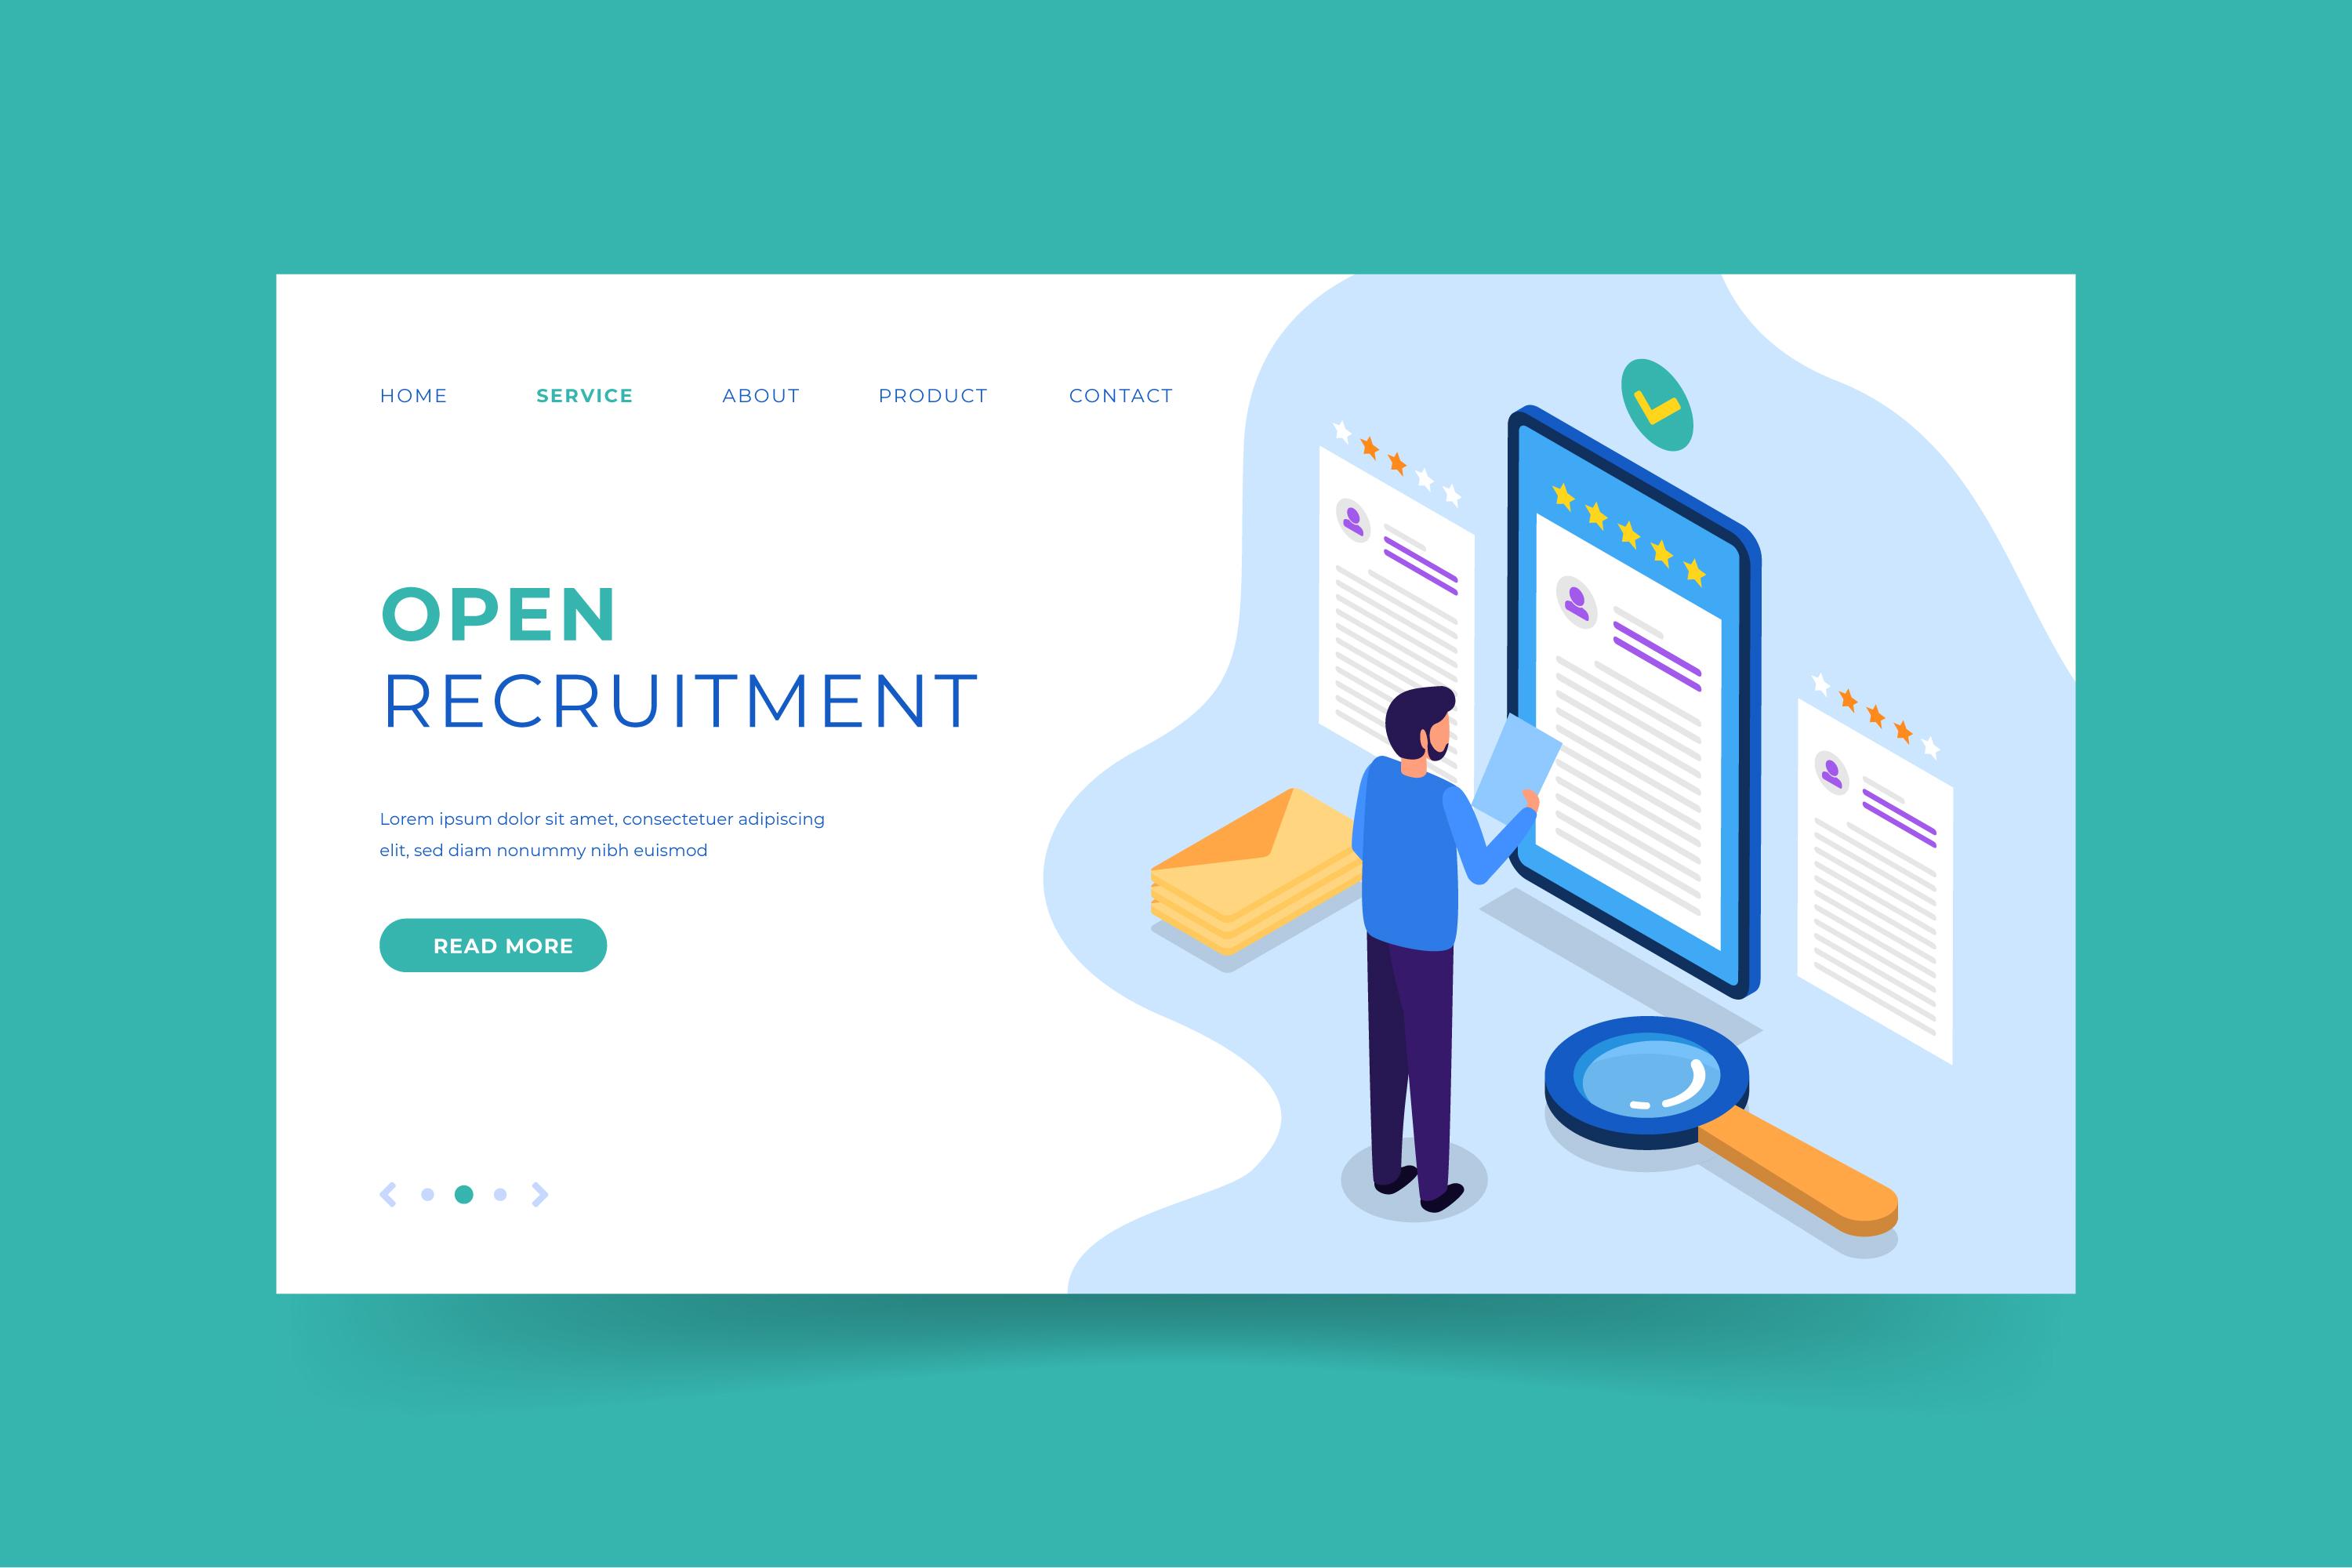 HOME SERVICE ABOUT PRODUCT CONTACT
OPEN
RECRUITMENT
Lorem ipsum dolor sit amet, consectetuer adipiscing
elit, sed diam nonummy nibh euismod
READ MORE